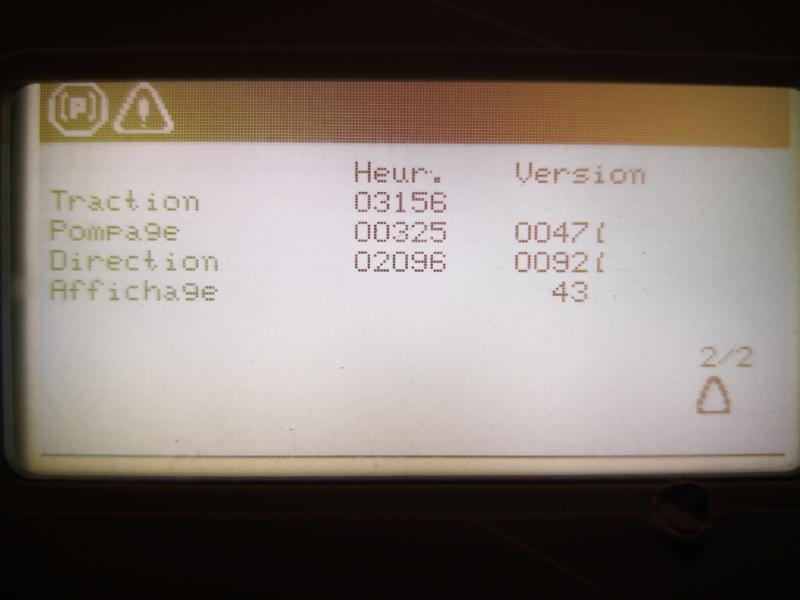 (P) !
Heur. Version
Traction 03156
Pompage 00325 0047(
Direction 02096 0092(
Affichage 43
2/2